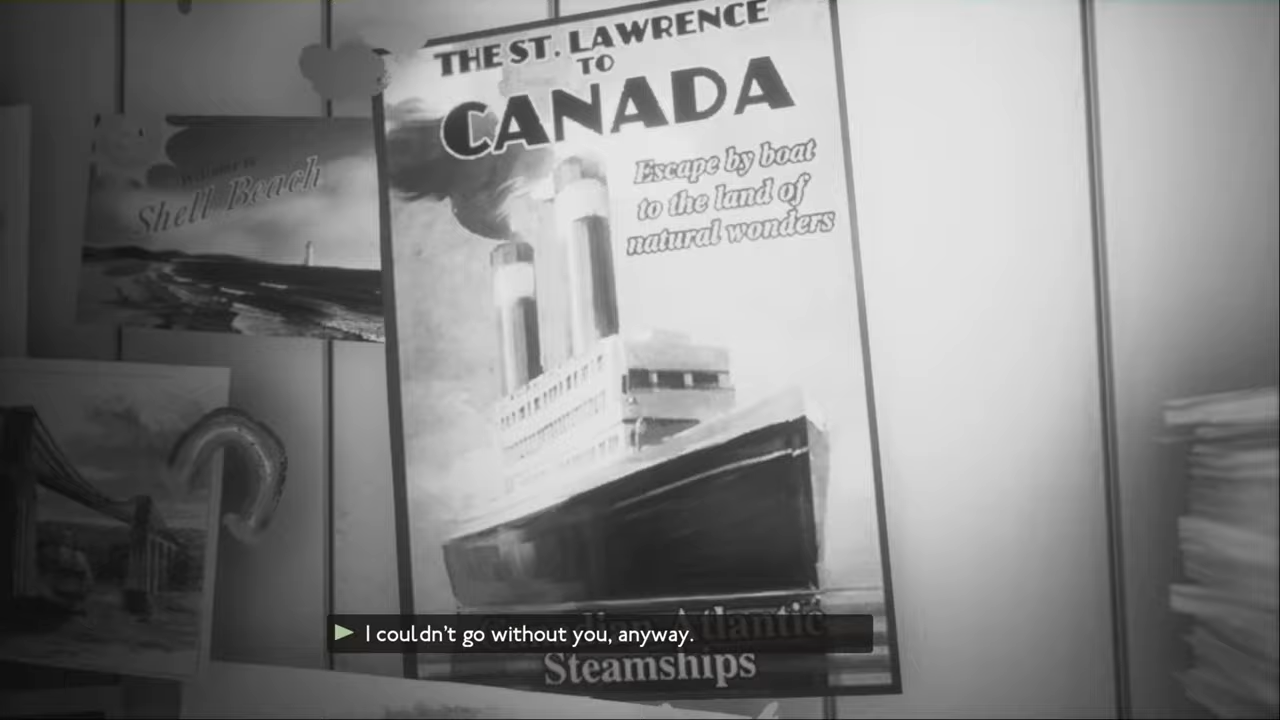 THE ST. LAWRENCE
TO
CANADA
Escape by boat
to the land of
natural wonders
Shell Beach
I couldn't go without you, anyway.
Atlantic
Steamships